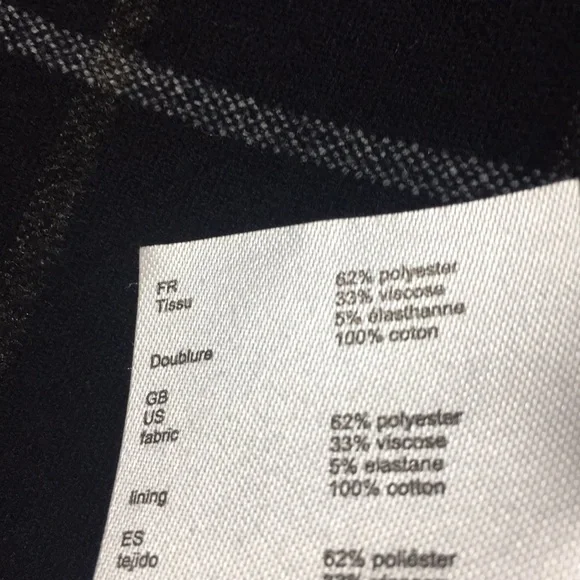 FR
Tissu 62% polyester
33% viscose
5% élasthanne
Doublure 100% coton
GB
US
fabric 62% polyester
33% viscose
5% elastane
lining 100% cotton
ES
tejido 62% poliéster